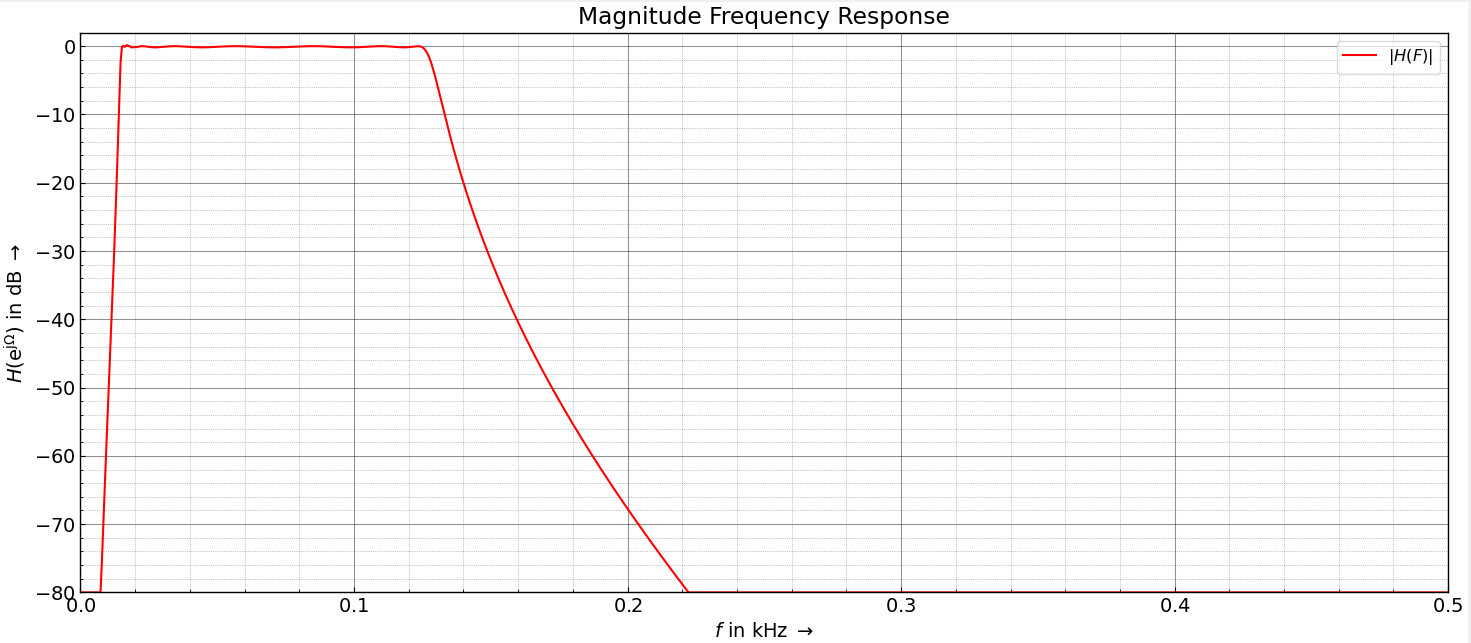 Magnitude Frequency Response
|H(F)|
H(e^jΩ) in dB →
0
−10
−20
−30
−40
−50
−60
−70
−80
0.0 0.1 0.2 0.3 0.4 0.5
f in kHz →